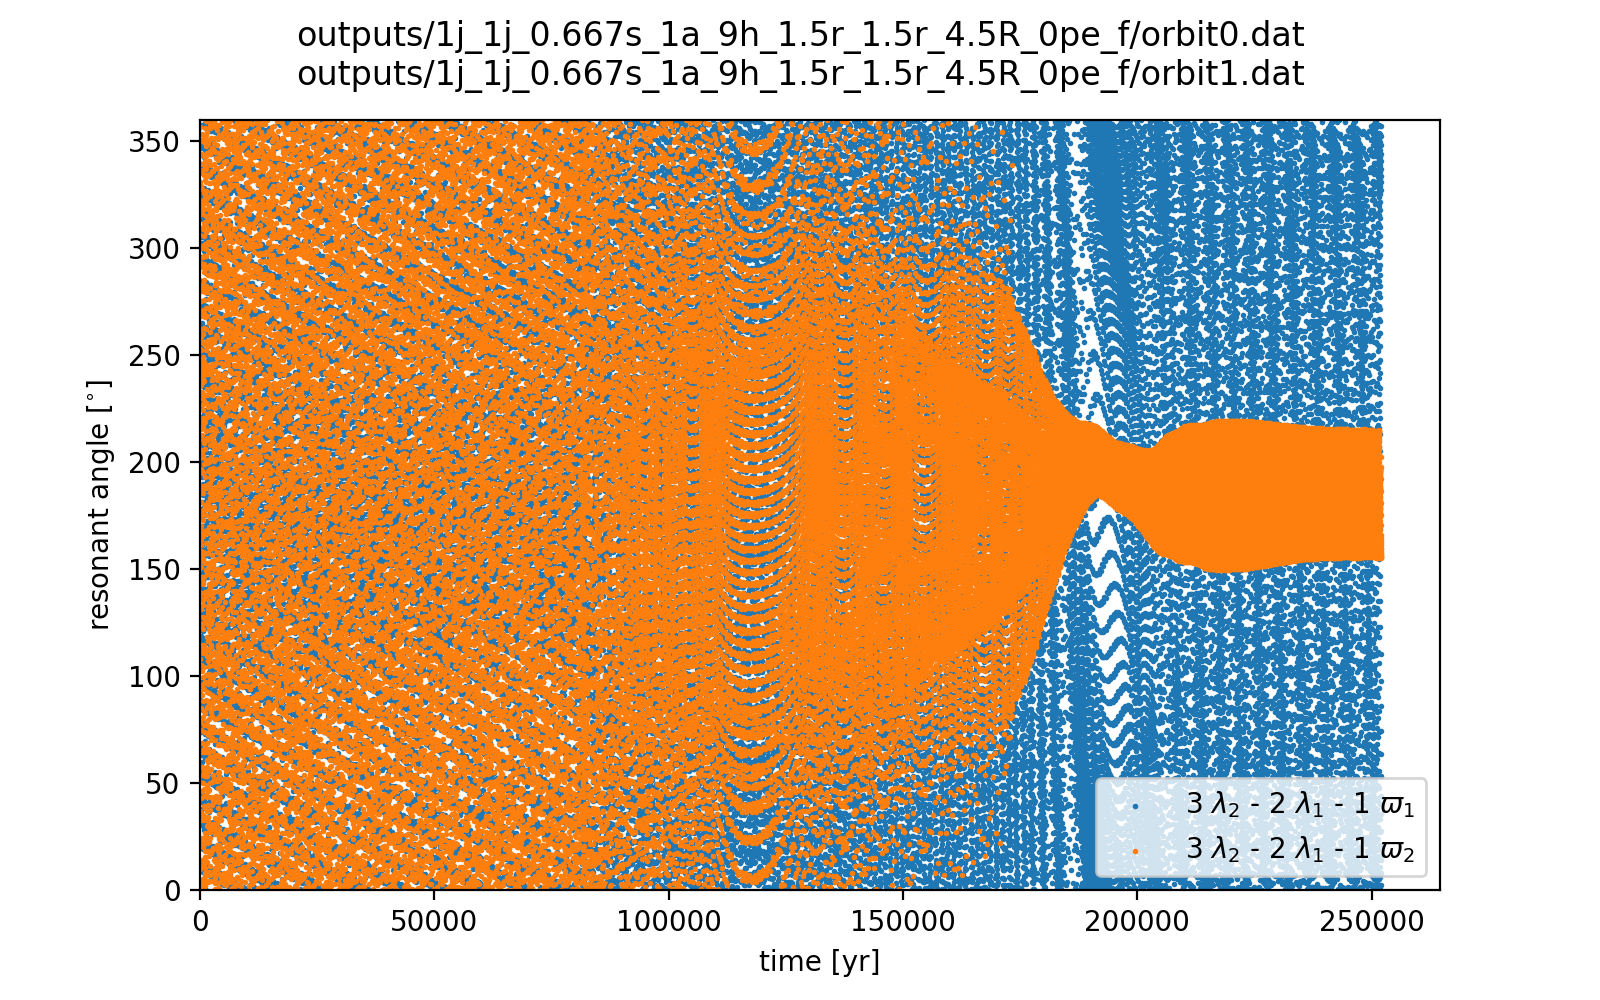 outputs/1j_1j_0.667s_1a_9h_1.5r_1.5r_4.5R_0pe_f/orbit0.dat
outputs/1j_1j_0.667s_1a_9h_1.5r_1.5r_4.5R_0pe_f/orbit1.dat
350
300
250
200
150
100
50
0
resonant angle [°]
3 λ₂ - 2 λ₁ - 1 ϖ₁
3 λ₂ - 2 λ₁ - 1 ϖ₂
0 50000 100000 150000 200000 250000
time [yr]